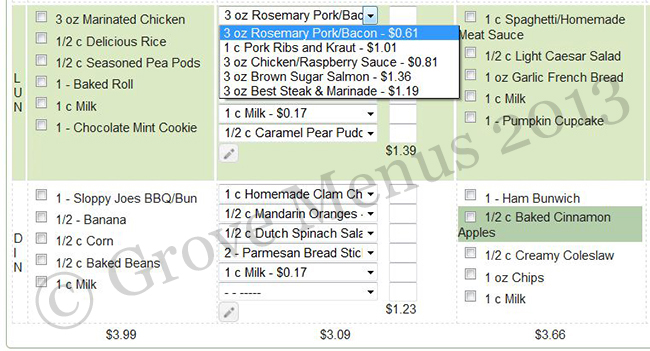 LUN
3 oz Marinated Chicken
1/2 c Delicious Rice
1/2 c Seasoned Pea Pods
1 - Baked Roll
1 c Milk
1 - Chocolate Mint Cookie
3 oz Rosemary Pork/Bac
3 oz Rosemary Pork/Bacon - $0.61
1 c Pork Ribs and Kraut - $1.01
3 oz Chicken/Raspberry Sauce - $0.81
3 oz Brown Sugar Salmon - $1.36
3 oz Best Steak & Marinade - $1.19
1 c Milk - $0.17
1/2 c Caramel Pear Pudd
$1.39
1 c Spaghetti/Homemade
Meat Sauce
1/2 c Light Caesar Salad
1 oz Garlic French Bread
1 c Milk
1 - Pumpkin Cupcake
DIN
1 - Sloppy Joes BBQ/Bun
1/2 - Banana
1/2 c Corn
1/2 c Baked Beans
1 c Milk
1 c Homemade Clam Ch
1/2 c Mandarin Oranges -
1/2 c Dutch Spinach Sala
2 - Parmesan Bread Stic
1 c Milk - $0.17
- - -----
$1.23
1 - Ham Bunwich
1/2 c Baked Cinnamon
Apples
1/2 c Creamy Coleslaw
1 oz Chips
1 c Milk
$3.99
$3.09
$3.66
© Grove Menus 2013